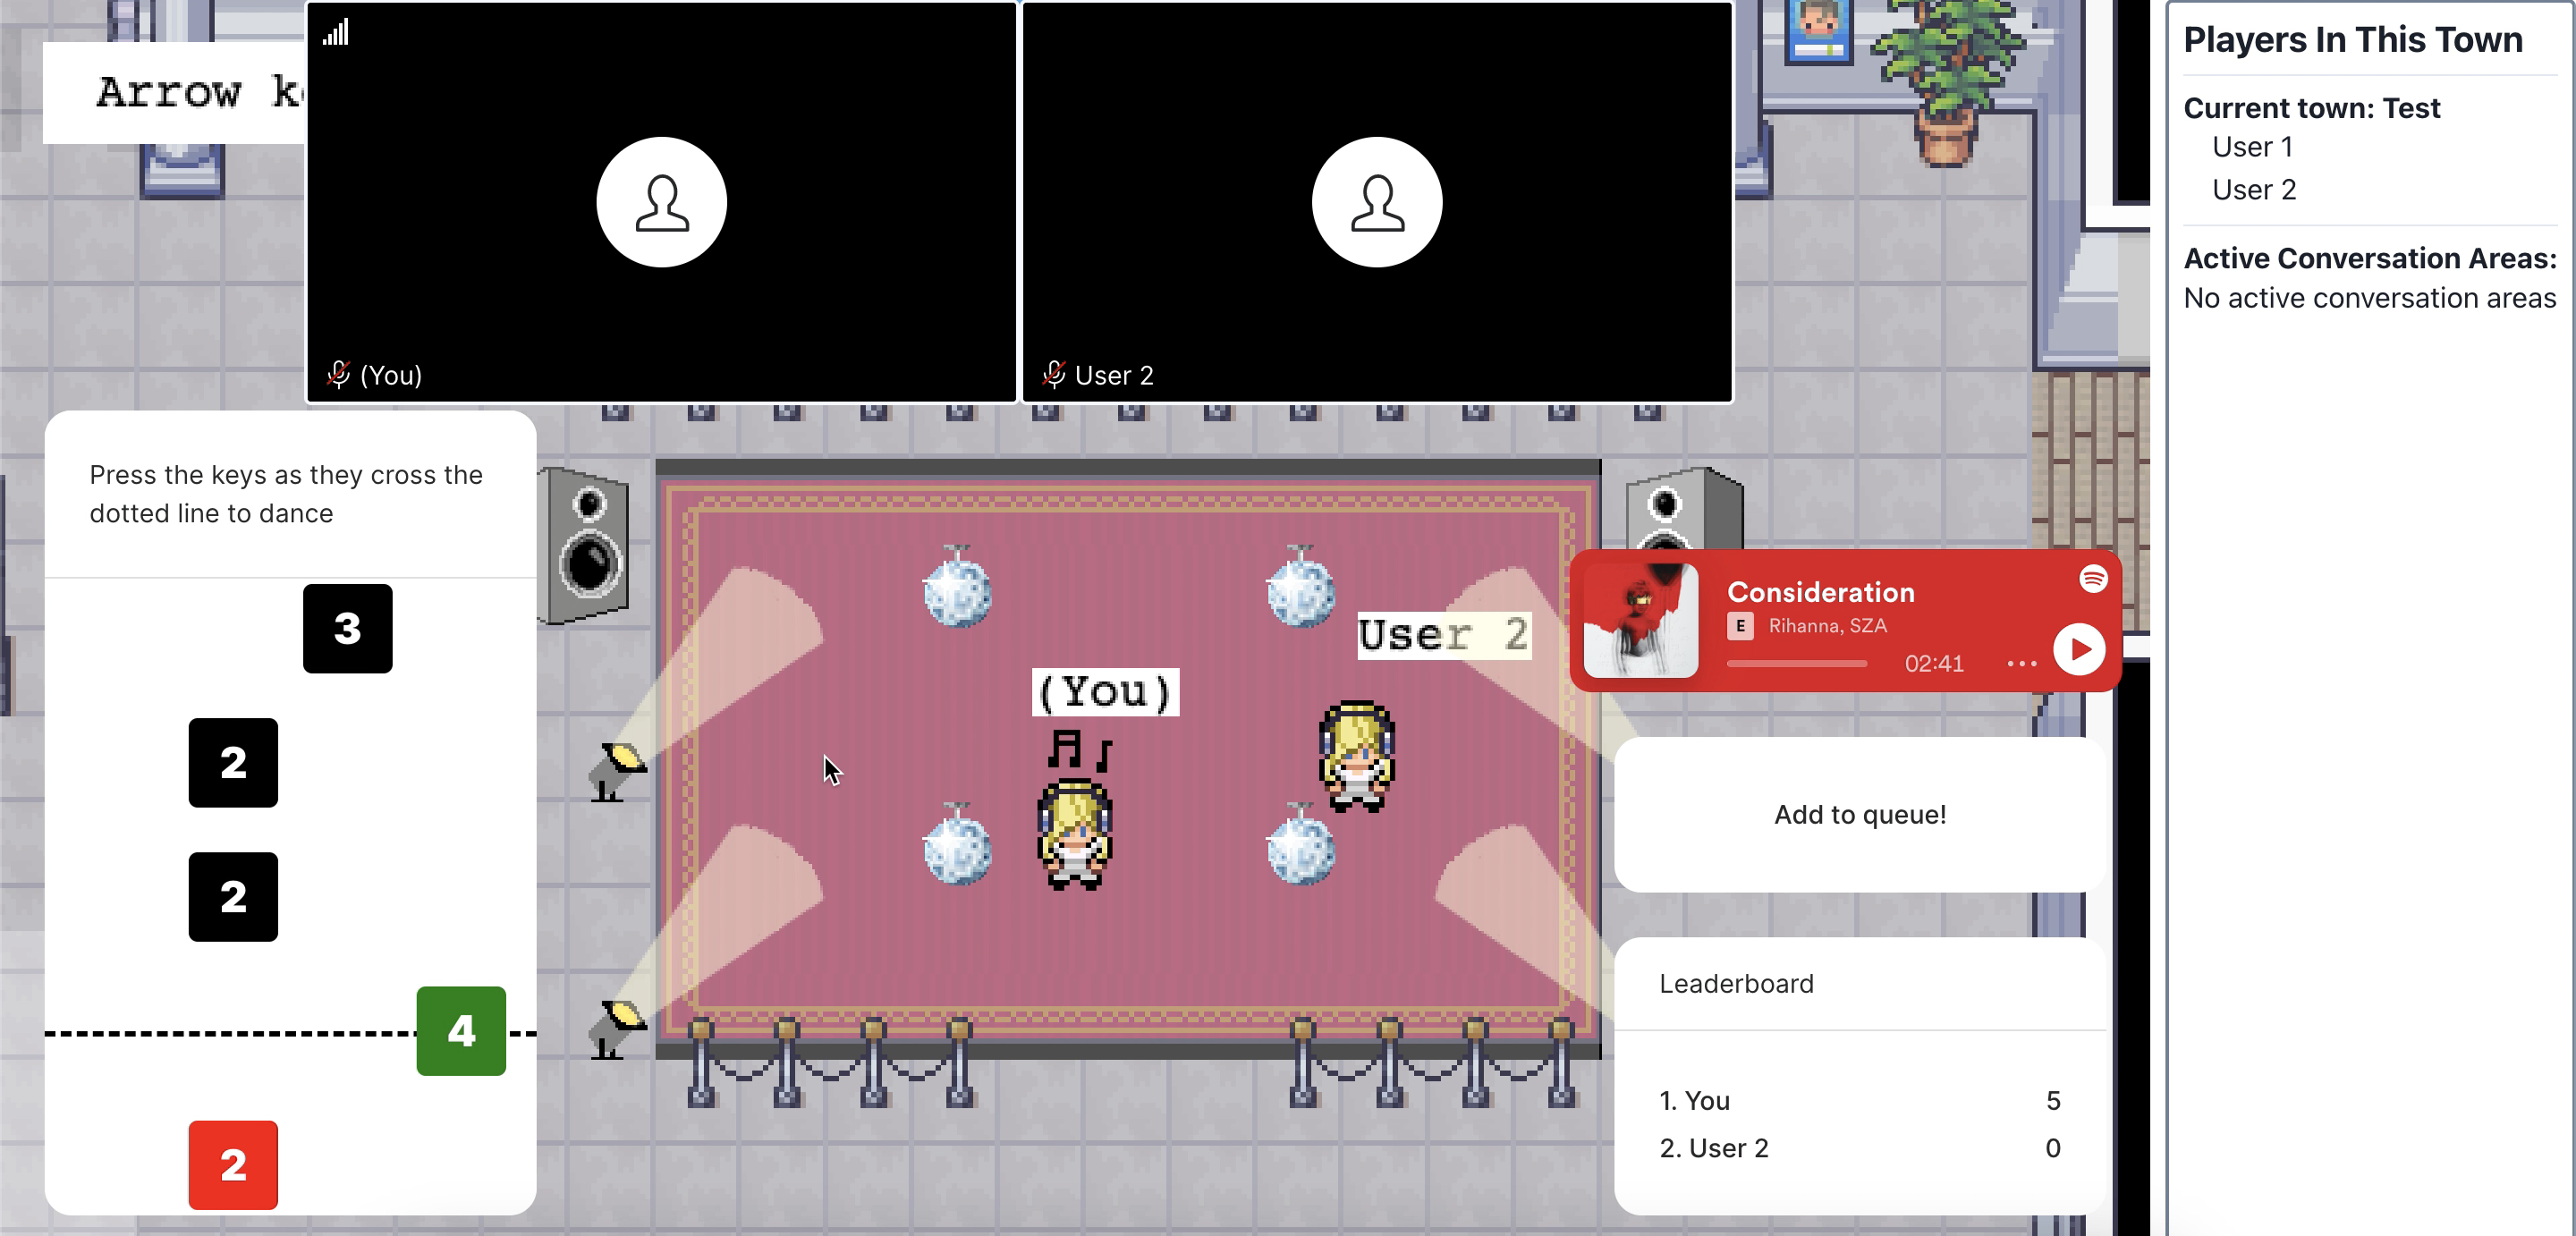 Arrow k
(You)
User 2
Players In This Town
Current town: Test
User 1
User 2
Active Conversation Areas:
No active conversation areas
Press the keys as they cross the
dotted line to dance
3
2
2
4
2
(You)
User 2
Consideration
E Rihanna, SZA
02:41
Add to queue!
Leaderboard
1. You 5
2. User 2 0